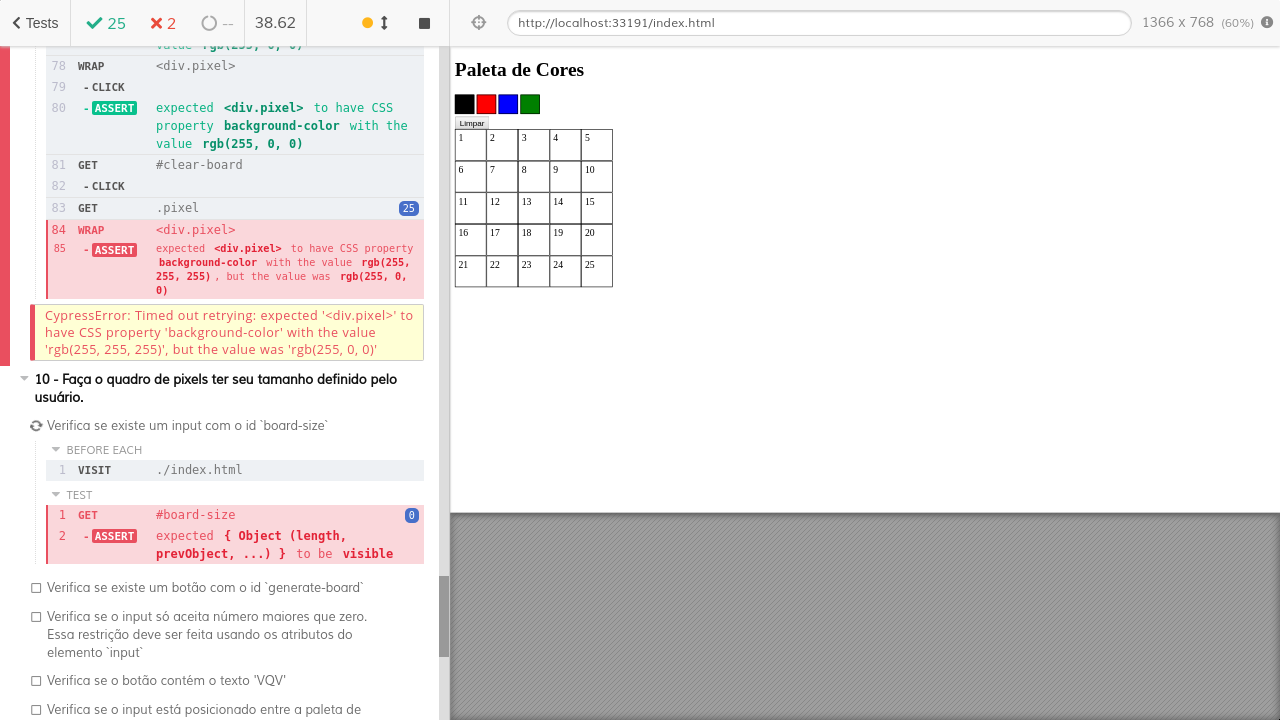 Tests
25
2
--
38.62
http://localhost:33191/index.html
1366 x 768 (60%)
value rgb(255, 0, 0)
78 WRAP <div.pixel>
79 - CLICK
80 - ASSERT expected <div.pixel> to have CSS
property background-color with the
value rgb(255, 0, 0)
81 GET #clear-board
82 - CLICK
83 GET .pixel 25
84 WRAP <div.pixel>
85 - ASSERT expected <div.pixel> to have CSS property
background-color with the value rgb(255,
255, 255) , but the value was rgb(255, 0,
0)
CypressError: Timed out retrying: expected '<div.pixel>' to
have CSS property 'background-color' with the value
'rgb(255, 255, 255)', but the value was 'rgb(255, 0, 0)'
10 - Faça o quadro de pixels ter seu tamanho definido pelo
usuário.
Verifica se existe um input com o id `board-size`
BEFORE EACH
1 VISIT ./index.html
TEST
1 GET #board-size 0
2 - ASSERT expected { Object (length,
prevObject, ...) } to be visible
Verifica se existe um botão com o id `generate-board`
Verifica se o input só aceita número maiores que zero.
Essa restrição deve ser feita usando os atributos do
elemento `input`
Verifica se o botão contém o texto 'VQV'
Verifica se o input está posicionado entre a paleta de
Paleta de Cores
Limpar
1 2 3 4 5
6 7 8 9 10
11 12 13 14 15
16 17 18 19 20
21 22 23 24 25